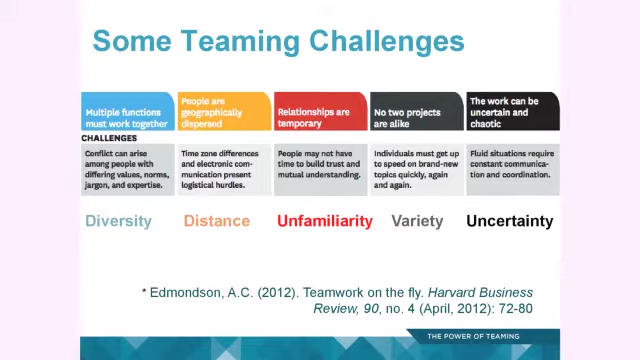 Some Teaming Challenges
Multiple functions
must work together
People are
geographically
dispersed
Relationships are
temporary
No two projects
are alike
The work can be
uncertain and
chaotic
CHALLENGES
Conflict can arise
among people with
differing values, norms,
jargon, and expertise.
Time zone differences
and electronic com-
munication present
logistical hurdles.
People may not have
time to build trust and
mutual understanding.
Individuals must get up
to speed on brand-new
topics quickly, again
and again.
Fluid situations require
constant communica-
tion and coordination.
Diversity
Distance
Unfamiliarity
Variety
Uncertainty
* Edmondson, A.C. (2012). Teamwork on the fly. Harvard Business
Review, 90, no. 4 (April, 2012): 72-80
THE POWER OF TEAMING